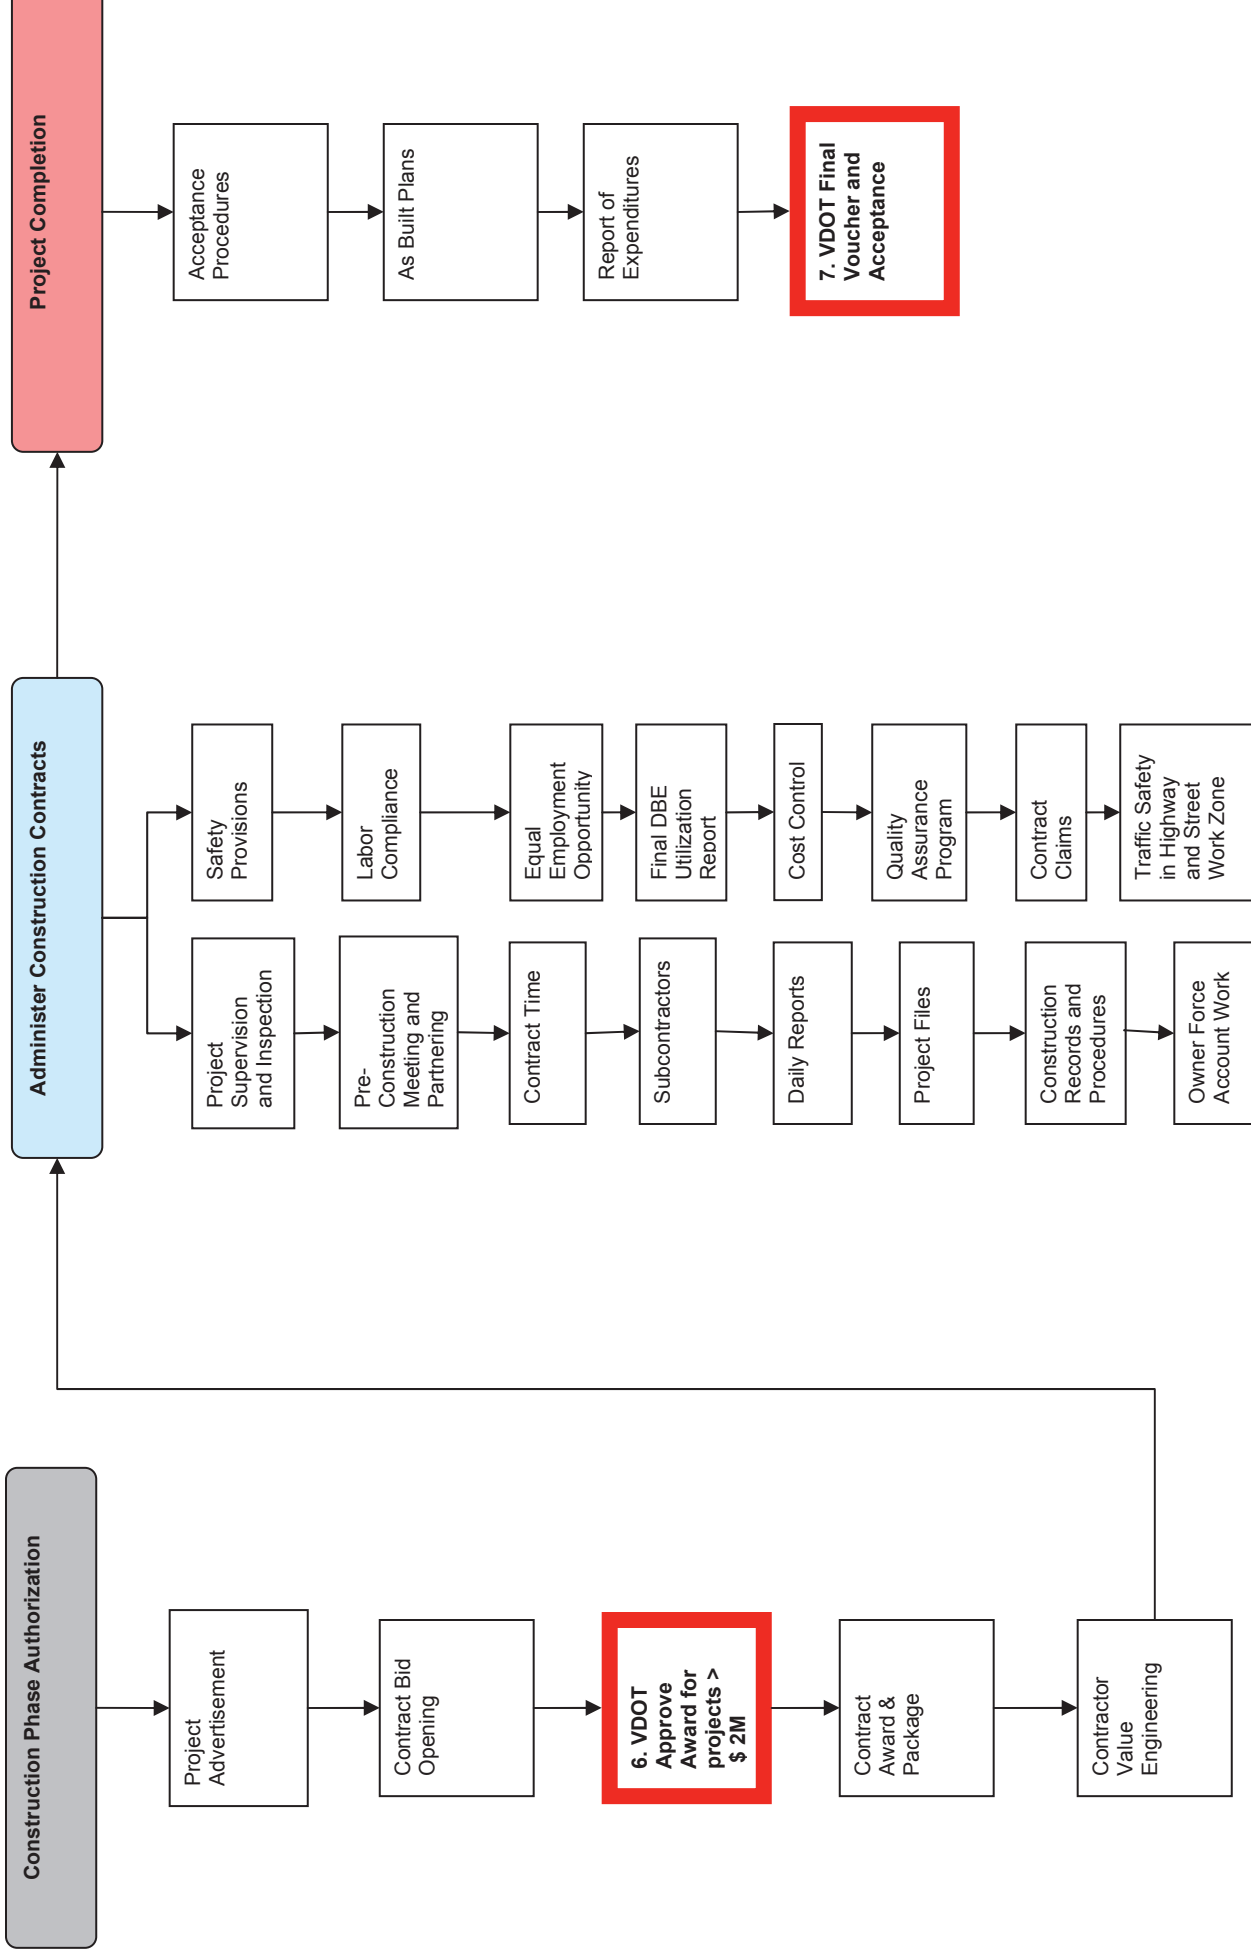 Construction Phase Authorization
Project
Advertisement
Contract Bid
Opening
6. VDOT
Approve
Award for
projects >
$ 2M
Contract
Award &
Package
Contractor
Value
Engineering
Administer Construction Contracts
Project
Supervision
and Inspection
Pre-
Construction
Meeting and
Partnering
Contract Time
Subcontractors
Daily Reports
Project Files
Construction
Records and
Procedures
Owner Force
Account Work
Safety
Provisions
Labor
Compliance
Equal
Employment
Opportunity
Final DBE
Utilization
Report
Cost Control
Quality
Assurance
Program
Contract
Claims
Traffic Safety
in Highway
and Street
Work Zone
Project Completion
Acceptance
Procedures
As Built Plans
Report of
Expenditures
7. VDOT Final
Voucher and
Acceptance